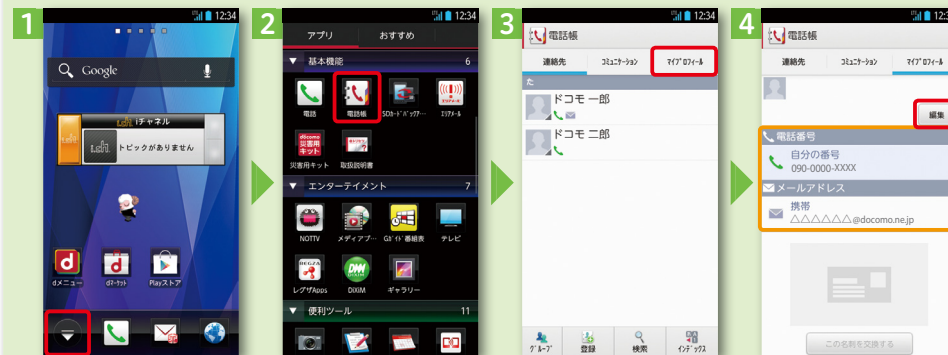 1
12:34
Google
iチャネル
トピックがありません
dメニュー
dマーケット
Playストア
2
12:34
アプリ
おすすめ
▼ 基本機能 6
電話
電話帳
SDカードバックア…
エリアメール
災害用キット
取扱説明書
▼ エンターテイメント 7
NOTTV
メディアプ…
Gガイド番組表
テレビ
レグザApps
DiXiM
ギャラリー
▼ 便利ツール 11
3
12:34
電話帳
連絡先
コミュニケーション
マイプロフィール
た
ドコモ 一郎
ドコモ 二郎
グループ
登録
検索
インデックス
4
電話帳
連絡先
コミュニケーション
マイプロフィール
編集
電話番号
自分の番号
090-0000-XXXX
メールアドレス
携帯
△△△△△△@docomo.ne.jp
この名刺を交換する